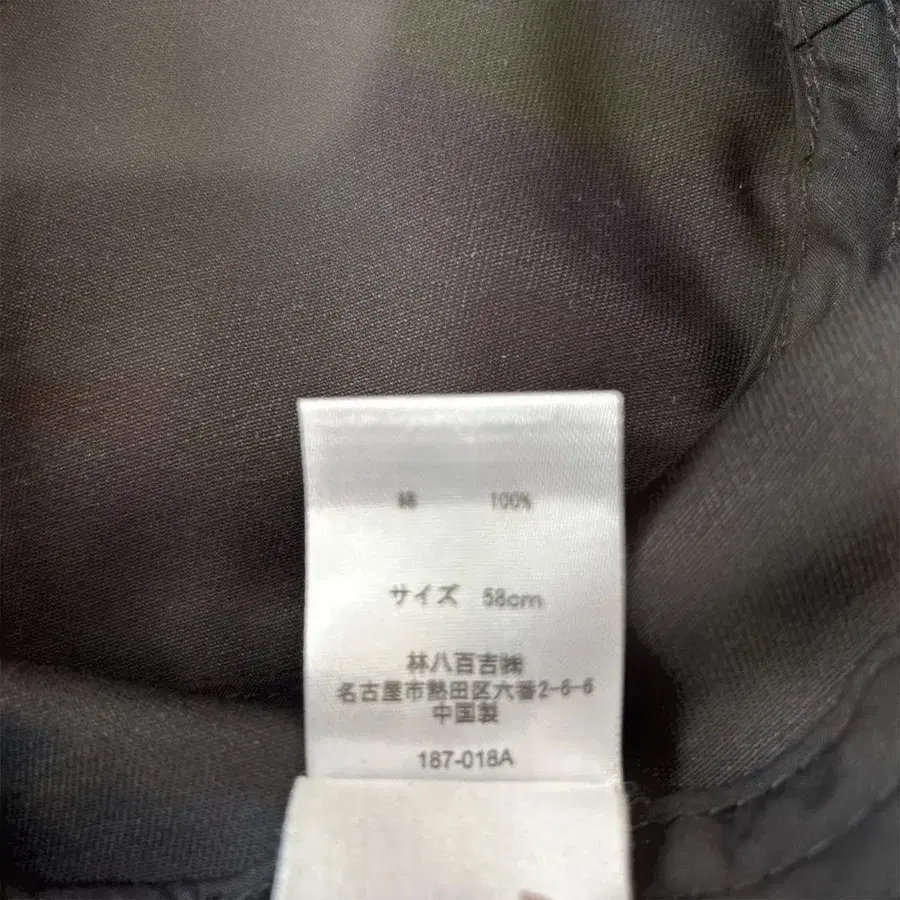 綿 100%
サイズ 58cm
林八百吉㈱
名古屋市熱田区六番2-6-6
中国製
187-018A